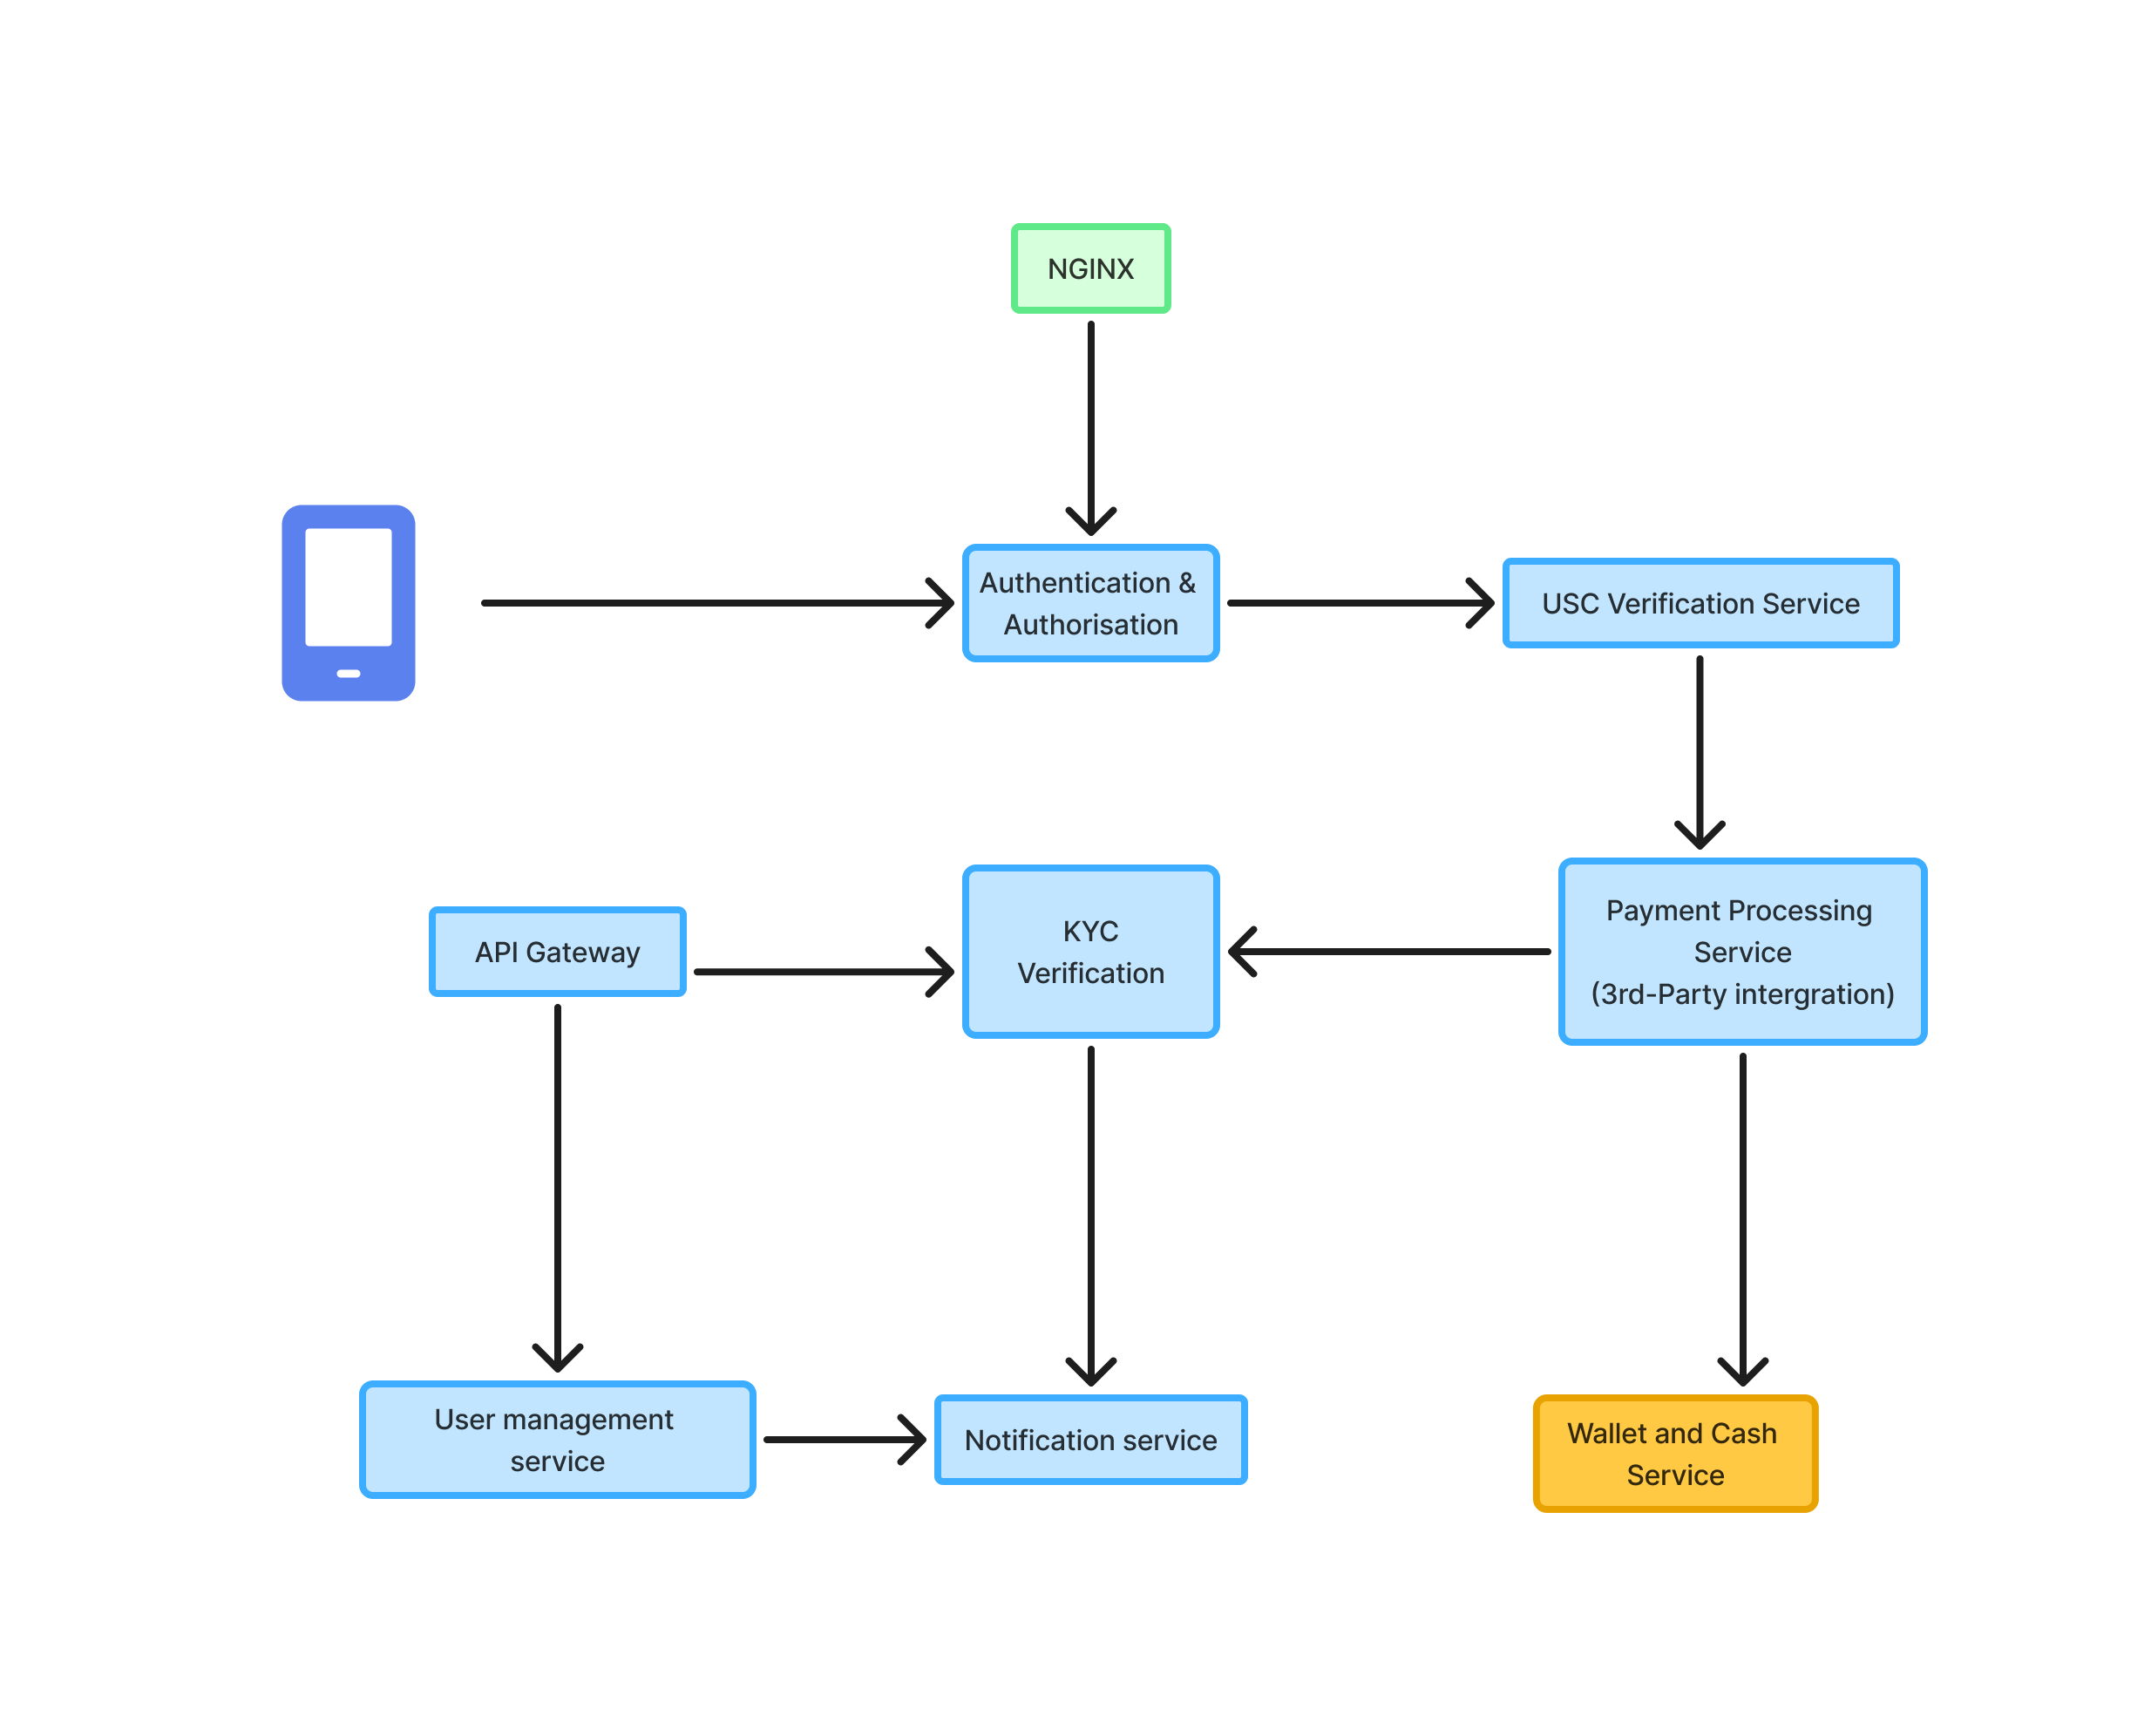 NGINX
Authentication &
Authorisation
USC Verification Service
API Gateway
KYC
Verification
Payment Processing
Service
(3rd-Party intergration)
User management
service
Notification service
Wallet and Cash
Service